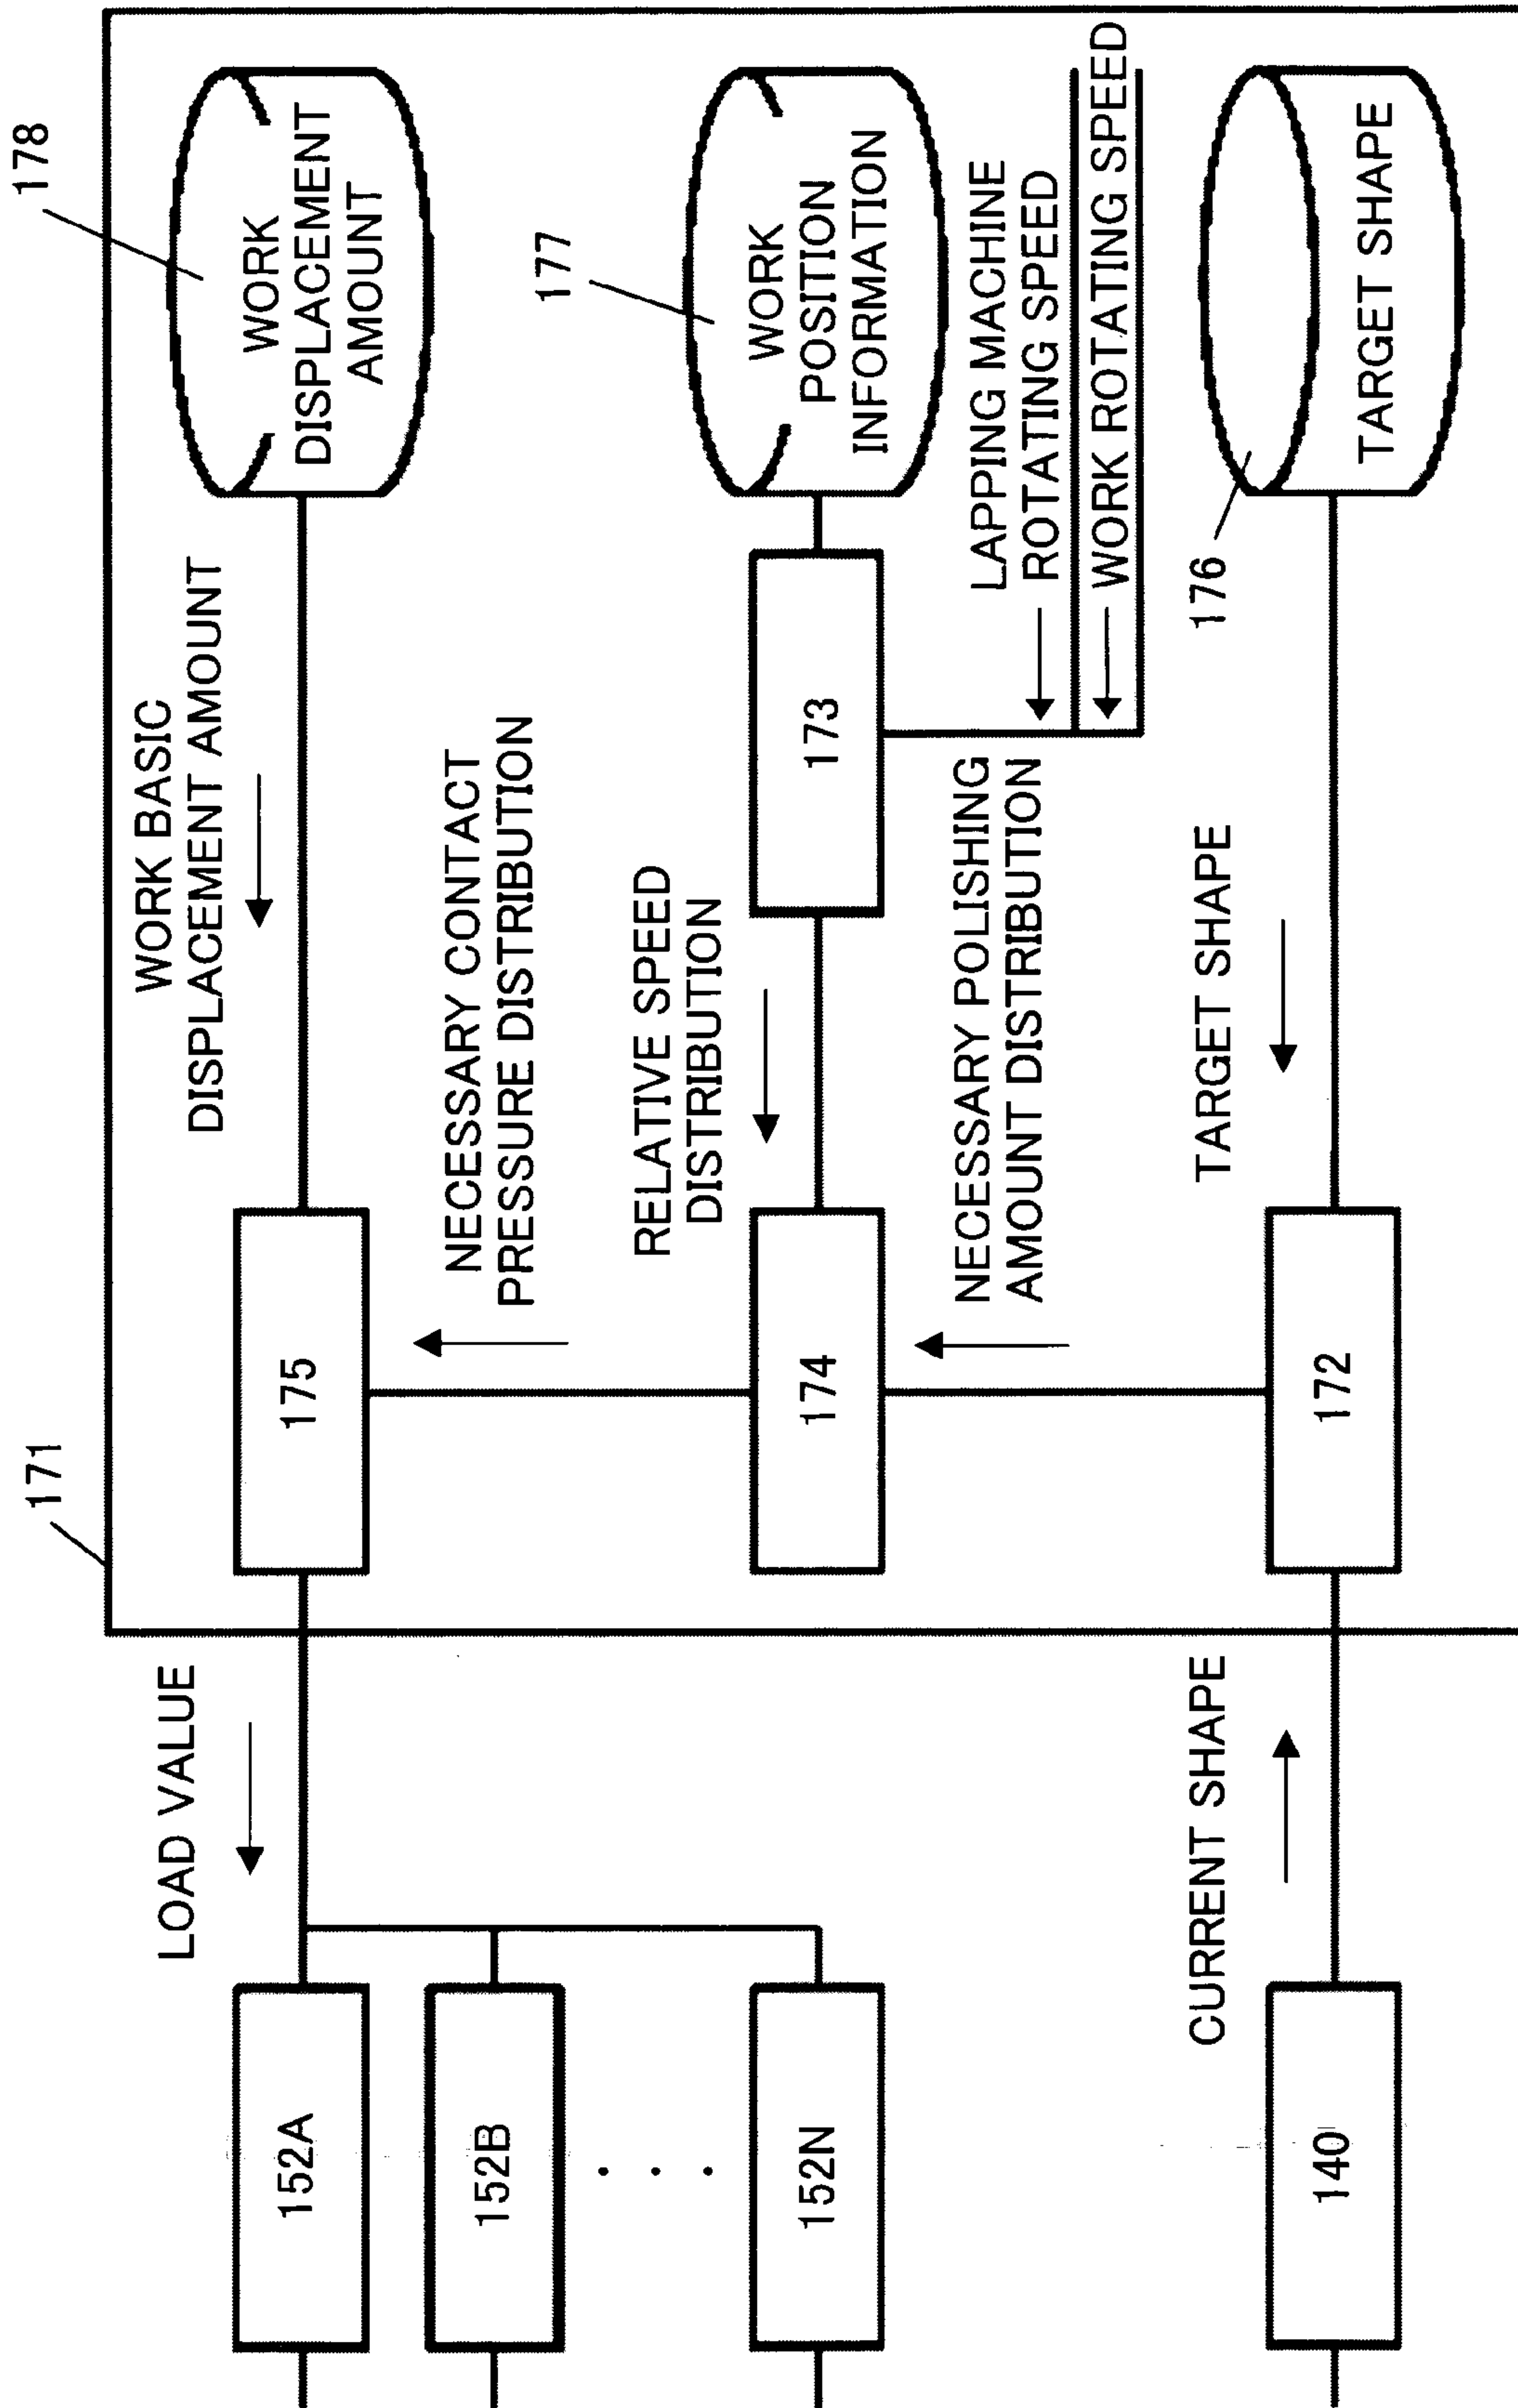 171
178
WORK BASIC
DISPLACEMENT AMOUNT
WORK
DISPLACEMENT
AMOUNT
LOAD VALUE
152A
175
NECESSARY CONTACT
PRESSURE DISTRIBUTION
152B
. . .
152N
RELATIVE SPEED
DISTRIBUTION
174
173
177
WORK
POSITION
INFORMATION
LAPPING MACHINE
ROTATING SPEED
WORK ROTATING SPEED
NECESSARY POLISHING
AMOUNT DISTRIBUTION
CURRENT SHAPE
TARGET SHAPE
176
140
172
TARGET SHAPE